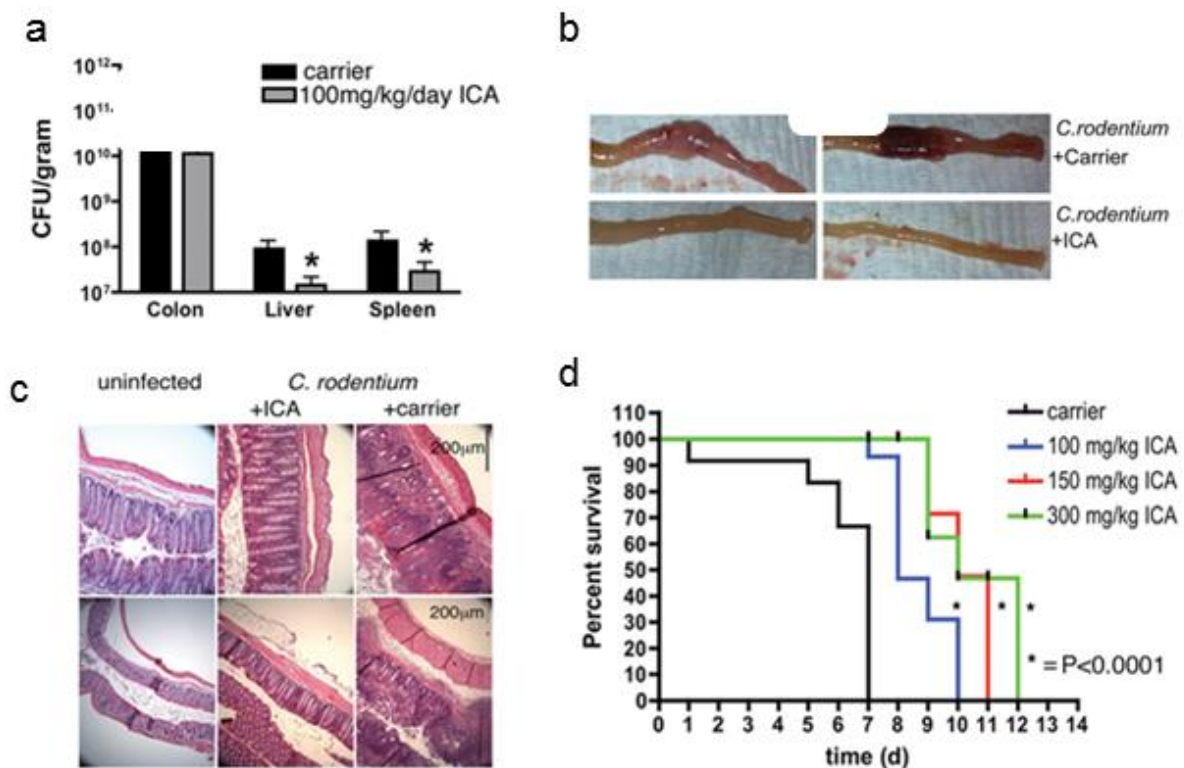 a
10¹²
10¹¹
10¹⁰
10⁹
10⁸
10⁷
CFU/gram
carrier
100mg/kg/day ICA
*
*
Colon Liver Spleen
b
C.rodentium
+Carrier
C.rodentium
+ICA
c
uninfected C. rodentium
+ICA +carrier
200μm
200μm
d
110
100
90
80
70
60
50
40
30
20
10
0
Percent survival
carrier
100 mg/kg ICA
150 mg/kg ICA
300 mg/kg ICA
* * *
* = P<0.0001
0 1 2 3 4 5 6 7 8 9 10 11 12 13 14
time (d)